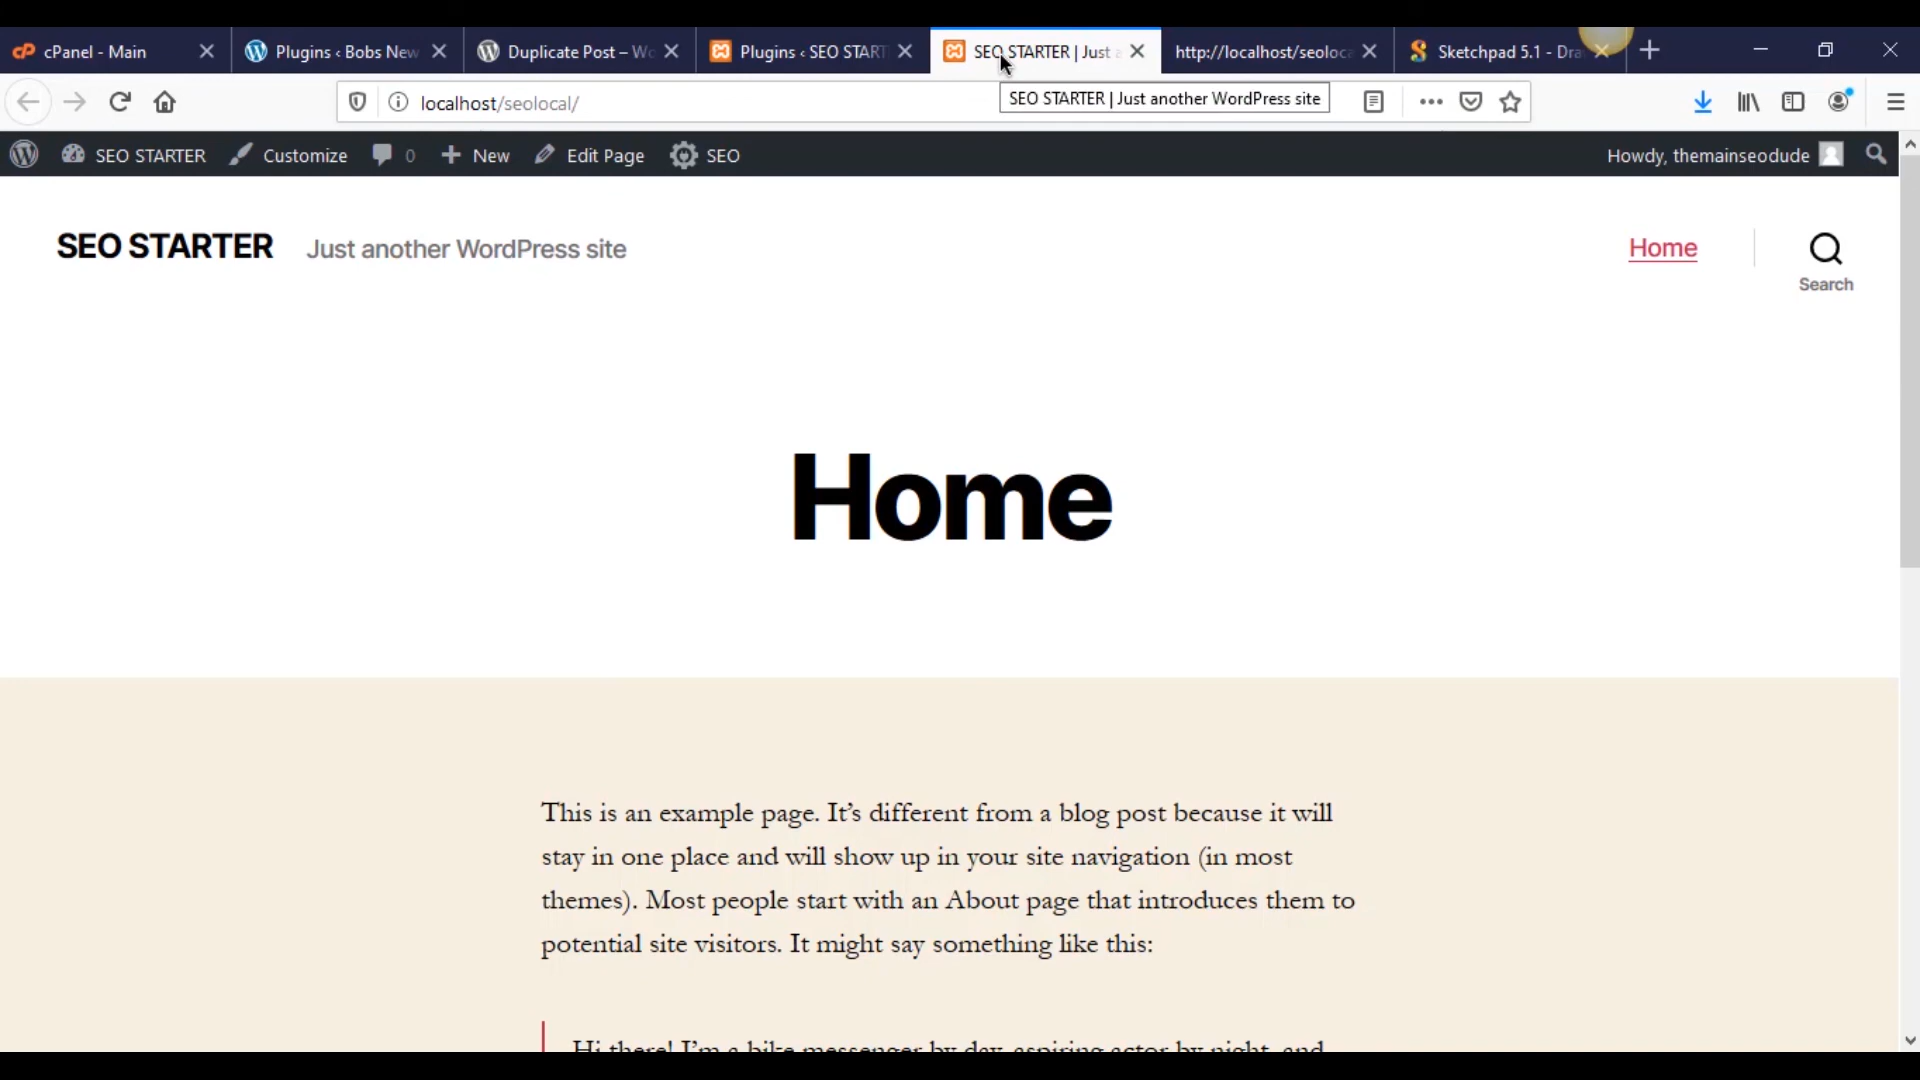 cPanel - Main
Plugins ‹ Bobs New
Duplicate Post – Wo
Plugins ‹ SEO START
SEO STARTER | Just a
http://localhost/seoloca
Sketchpad 5.1 - Dra
localhost/seolocal/
SEO STARTER | Just another WordPress site
SEO STARTER
Customize
0
New
Edit Page
SEO
Howdy, themainseodude
SEO STARTER
Just another WordPress site
Home
Search
Home
This is an example page. It’s different from a blog post because it will
stay in one place and will show up in your site navigation (in most
themes). Most people start with an About page that introduces them to
potential site visitors. It might say something like this:
Hi there! I’m a bike messenger by day, aspiring actor by night, and